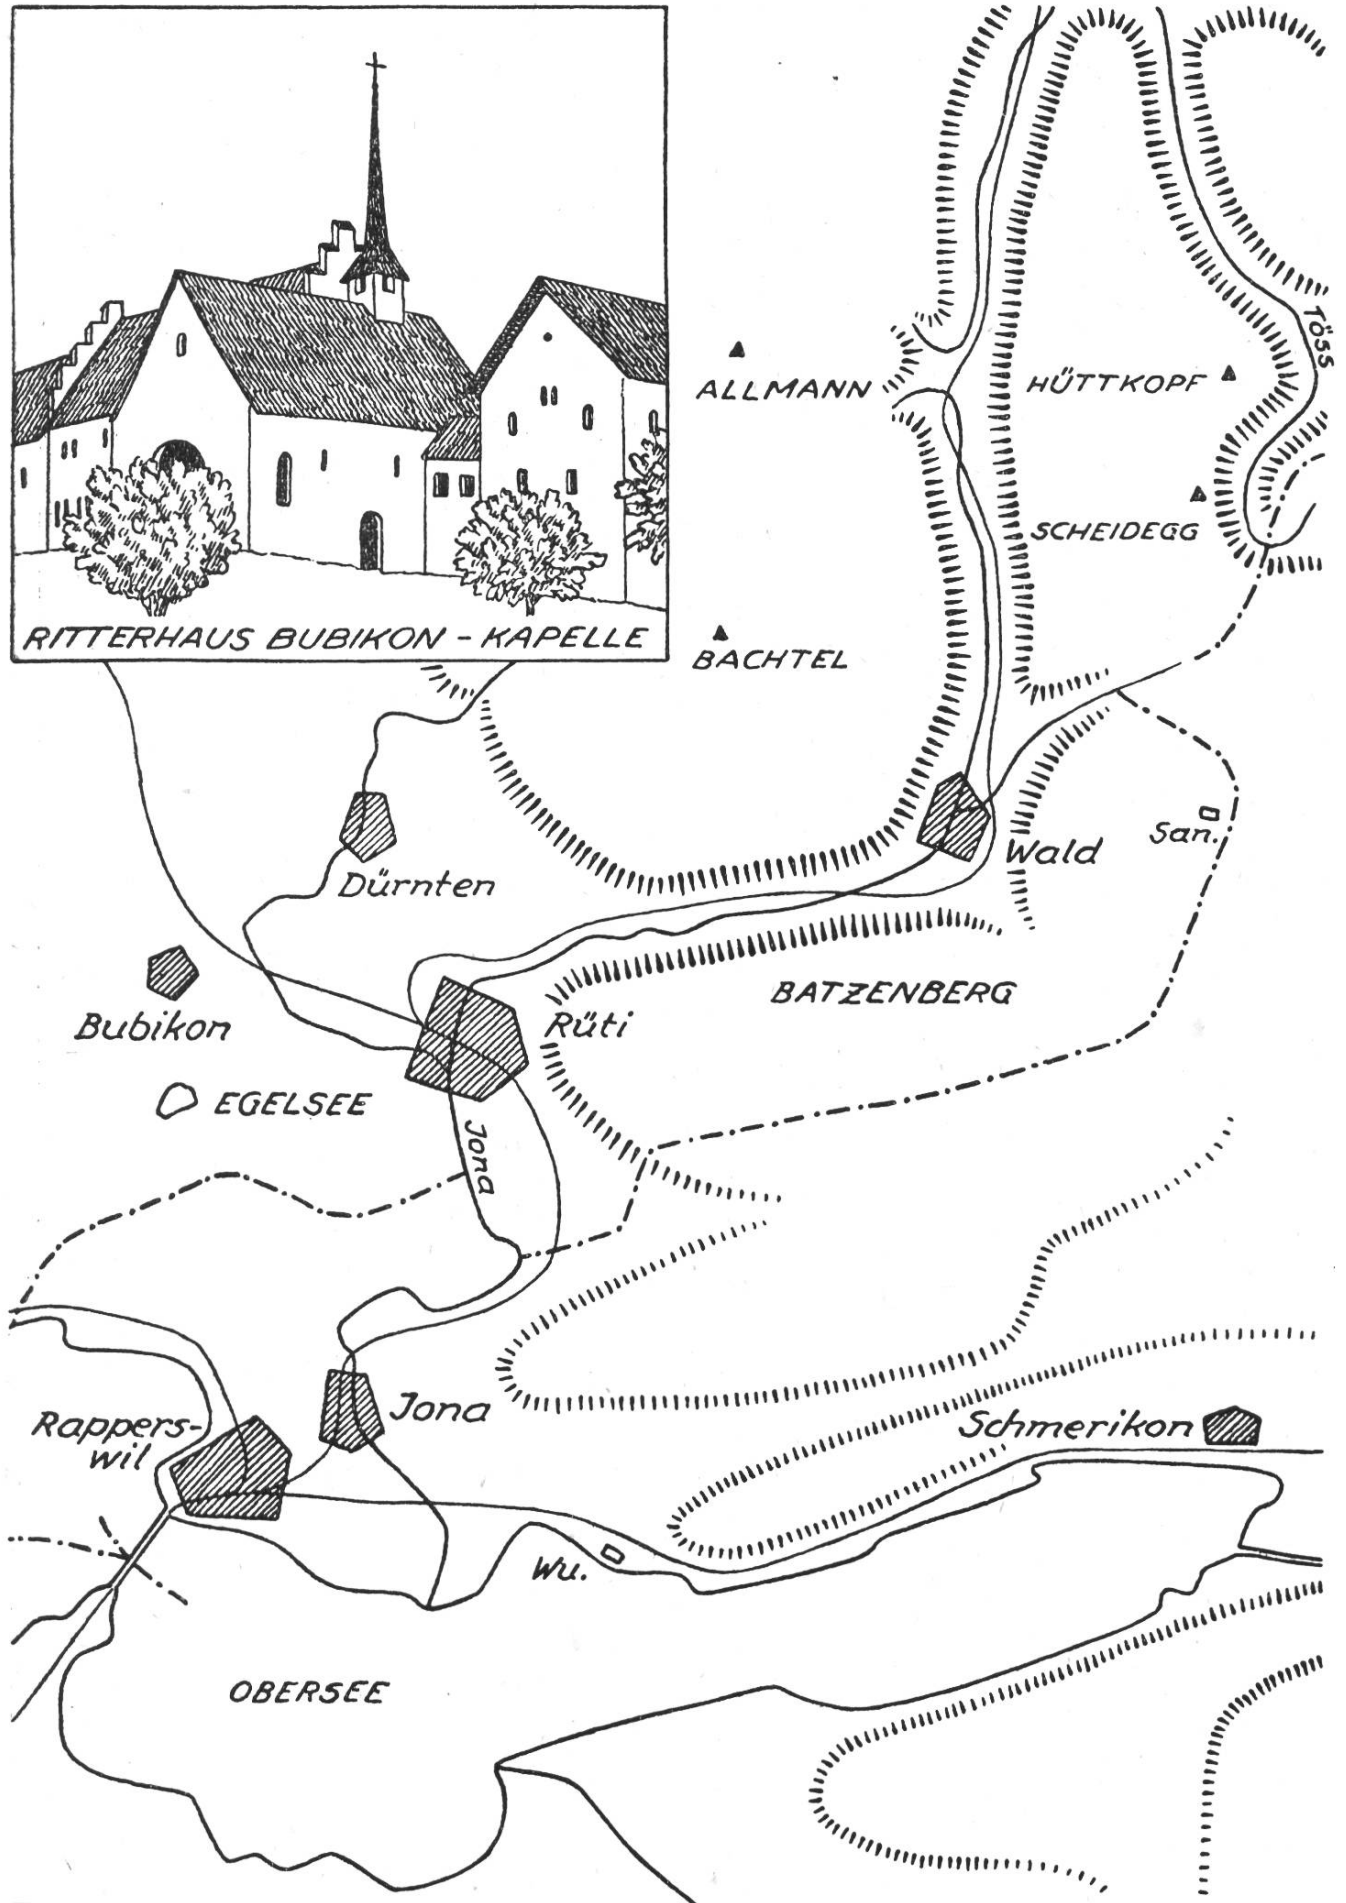 RITTERHAUS BUBIKON - KAPELLE
ALLMANN
HÜTTKOPF
TÖSS
SCHEIDEGG
BACHTEL
Wald
San.
Dürnten
BATZENBERG
Bubikon
Rüti
EGELSEE
Jona
Jona
Rappers-
wil
Schmerikon
Wu.
OBERSEE